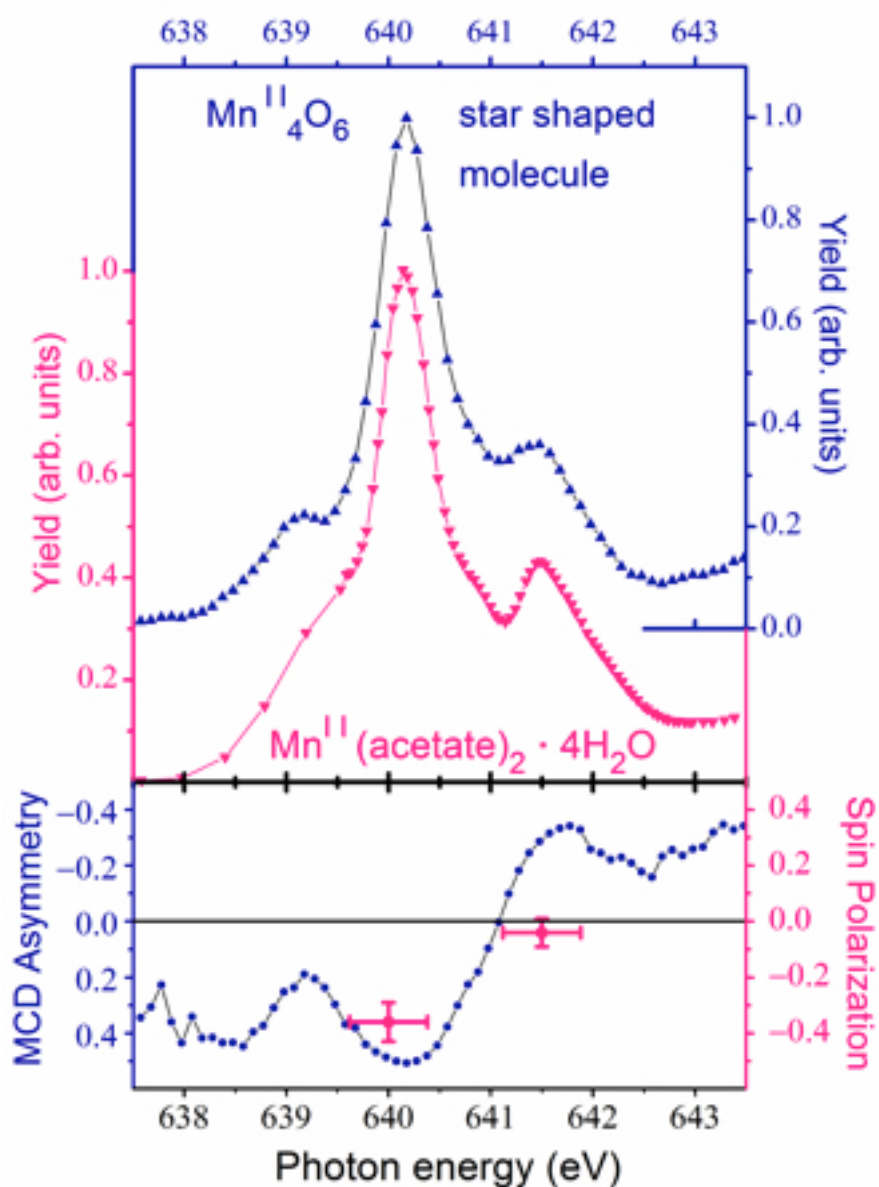 638 639 640 641 642 643
Mn^II_4O_6 star shaped
molecule
1.0
0.8
0.6
0.4
0.2
0.0
Yield (arb. units)
1.0
0.8
0.6
0.4
0.2
Yield (arb. units)
Mn^II(acetate)_2 · 4H_2O
−0.4
−0.2
0.0
0.2
0.4
MCD Asymmetry
0.4
0.2
0.0
−0.2
−0.4
Spin Polarization
638 639 640 641 642 643
Photon energy (eV)